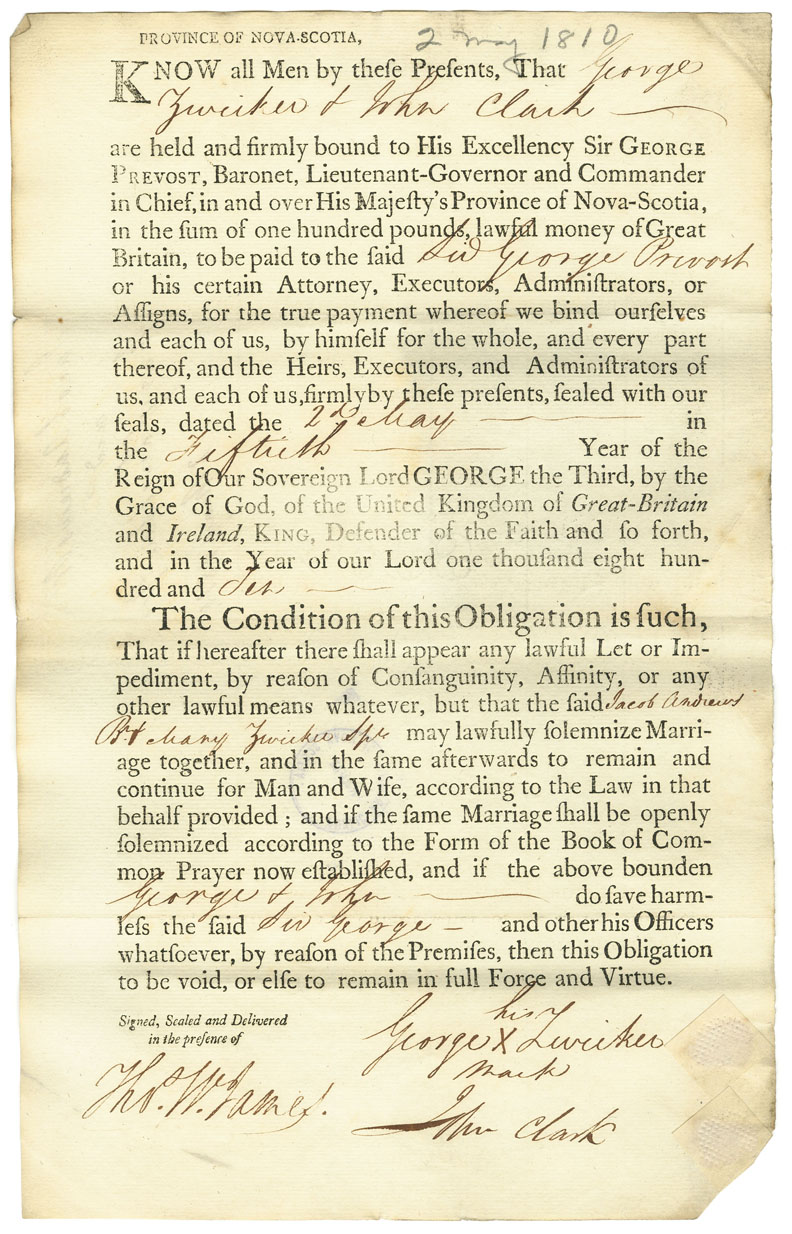 PROVINCE OF NOVA-SCOTIA,
2 May 1810
KNOW all Men by theſe Preſents, That George
Zwicker & John Clark
are held and firmly bound to His Excellency Sir GEORGE
PREVOST, Baronet, Lieutenant-Governor and Commander
in Chief, in and over His Majeſty's Province of Nova-Scotia,
in the ſum of one hundred pounds, lawful money of Great
Britain, to be paid to the ſaid Sir George Prevost
or his certain Attorney, Executors, Adminiſtrators, or
Aſſigns, for the true payment whereof we bind ourſelves
and each of us, by himſelf for the whole, and every part
thereof, and the Heirs, Executors, and Adminiſtrators of
us, and each of us, firmly by theſe preſents, ſealed with our
ſeals, dated the 2d May in
the Fiftieth Year of the
Reign of Our Sovereign Lord GEORGE the Third, by the
Grace of God, of the United Kingdom of Great-Britain
and Ireland, KING, Defender of the Faith and ſo forth,
and in the Year of our Lord one thouſand eight hun-
dred and Ten
The Condition of this Obligation is ſuch,
That if hereafter there ſhall appear any lawful Let or Im-
pediment, by reaſon of Conſanguinity, Affinity, or any
other lawful means whatever, but that the ſaid Jacob Andrews
Br & Mary Zwicker Spr may lawfully ſolemnize Marri-
age together, and in the ſame afterwards to remain and
continue for Man and Wife, according to the Law in that
behalf provided ; and if the ſame Marriage ſhall be openly
ſolemnized according to the Form of the Book of Com-
mon Prayer now eſtabliſhed, and if the above bounden
George & John do ſave harm-
leſs the ſaid Sir George and other his Officers
whatſoever, by reaſon of the Premiſes, then this Obligation
to be void, or elſe to remain in full Force and Virtue.
Signed, Sealed and Delivered
in the preſence of
Thos. W. James.
his
George X Zwicker
mark
John Clark